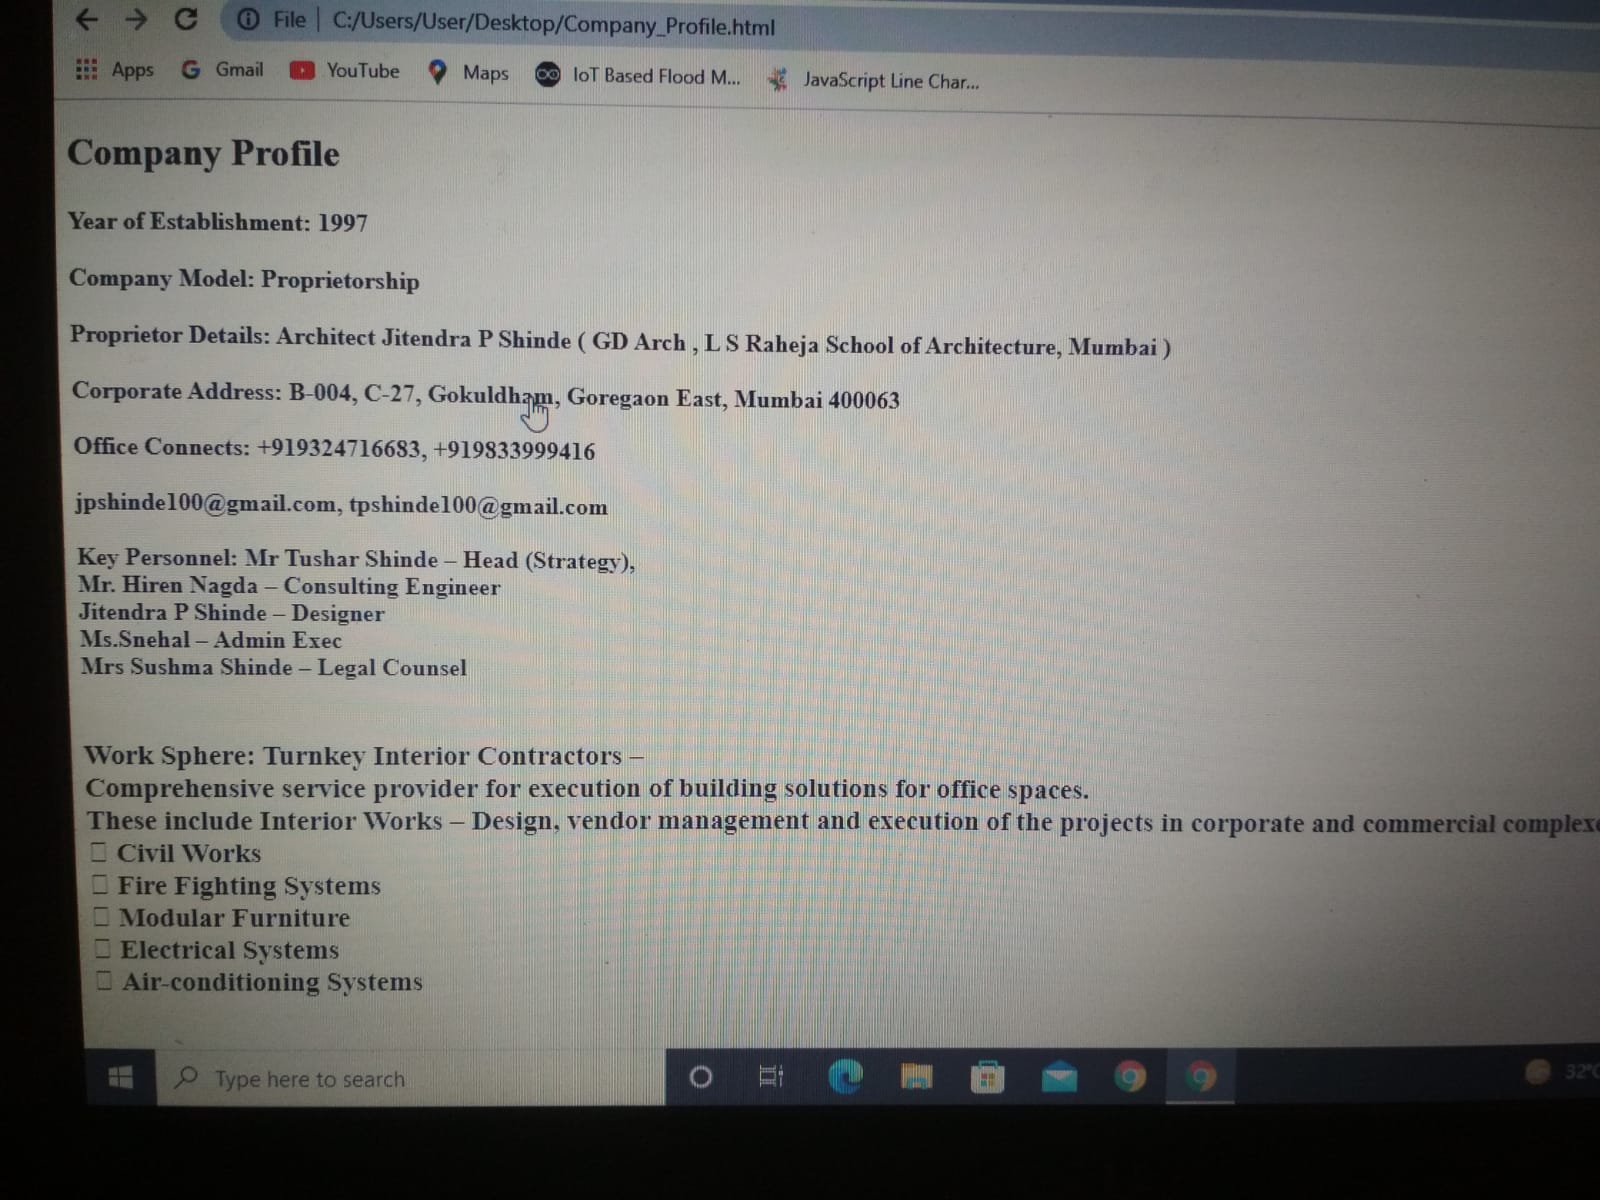 File C:/Users/User/Desktop/Company_Profile.html
Apps Gmail YouTube Maps IoT Based Flood M... JavaScript Line Char...
Company Profile
Year of Establishment: 1997
Company Model: Proprietorship
Proprietor Details: Architect Jitendra P Shinde ( GD Arch , L S Raheja School of Architecture, Mumbai )
Corporate Address: B-004, C-27, Gokuldham, Goregaon East, Mumbai 400063
Office Connects: +919324716683, +919833999416
jpshinde100@gmail.com, tpshinde100@gmail.com
Key Personnel: Mr Tushar Shinde – Head (Strategy),
Mr. Hiren Nagda – Consulting Engineer
Jitendra P Shinde – Designer
Ms.Snehal – Admin Exec
Mrs Sushma Shinde – Legal Counsel
Work Sphere: Turnkey Interior Contractors –
Comprehensive service provider for execution of building solutions for office spaces.
These include Interior Works – Design, vendor management and execution of the projects in corporate and commercial
Civil Works
Fire Fighting Systems
Modular Furniture
Electrical Systems
Air-conditioning Systems
Type here to search
32°C